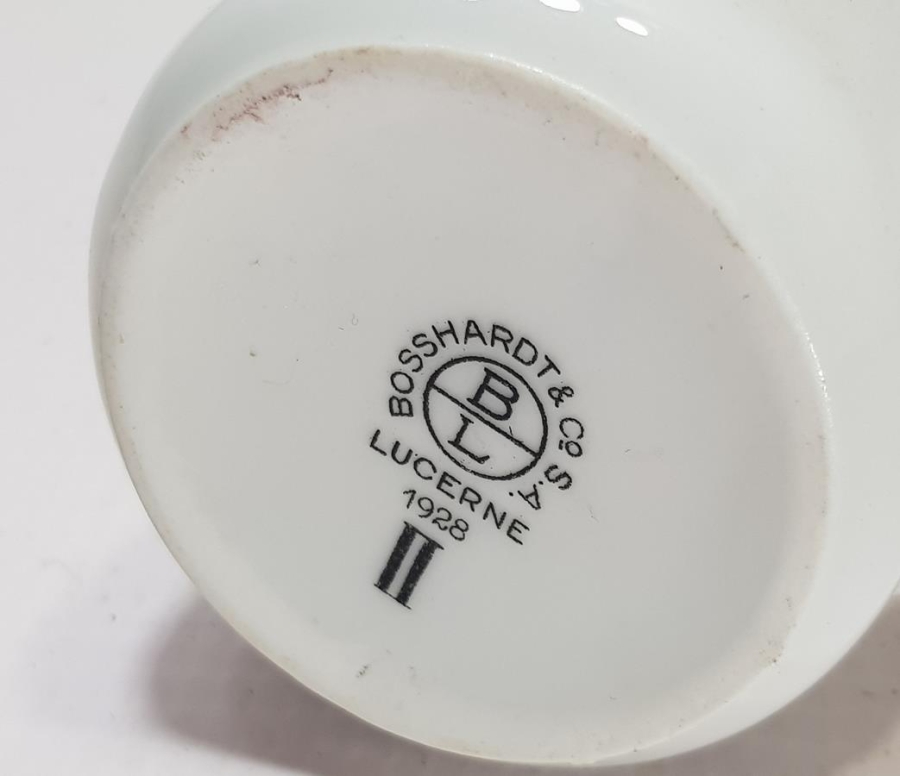 BOSSHARDT & Co S.A.
B
L
LUCERNE
1928
II